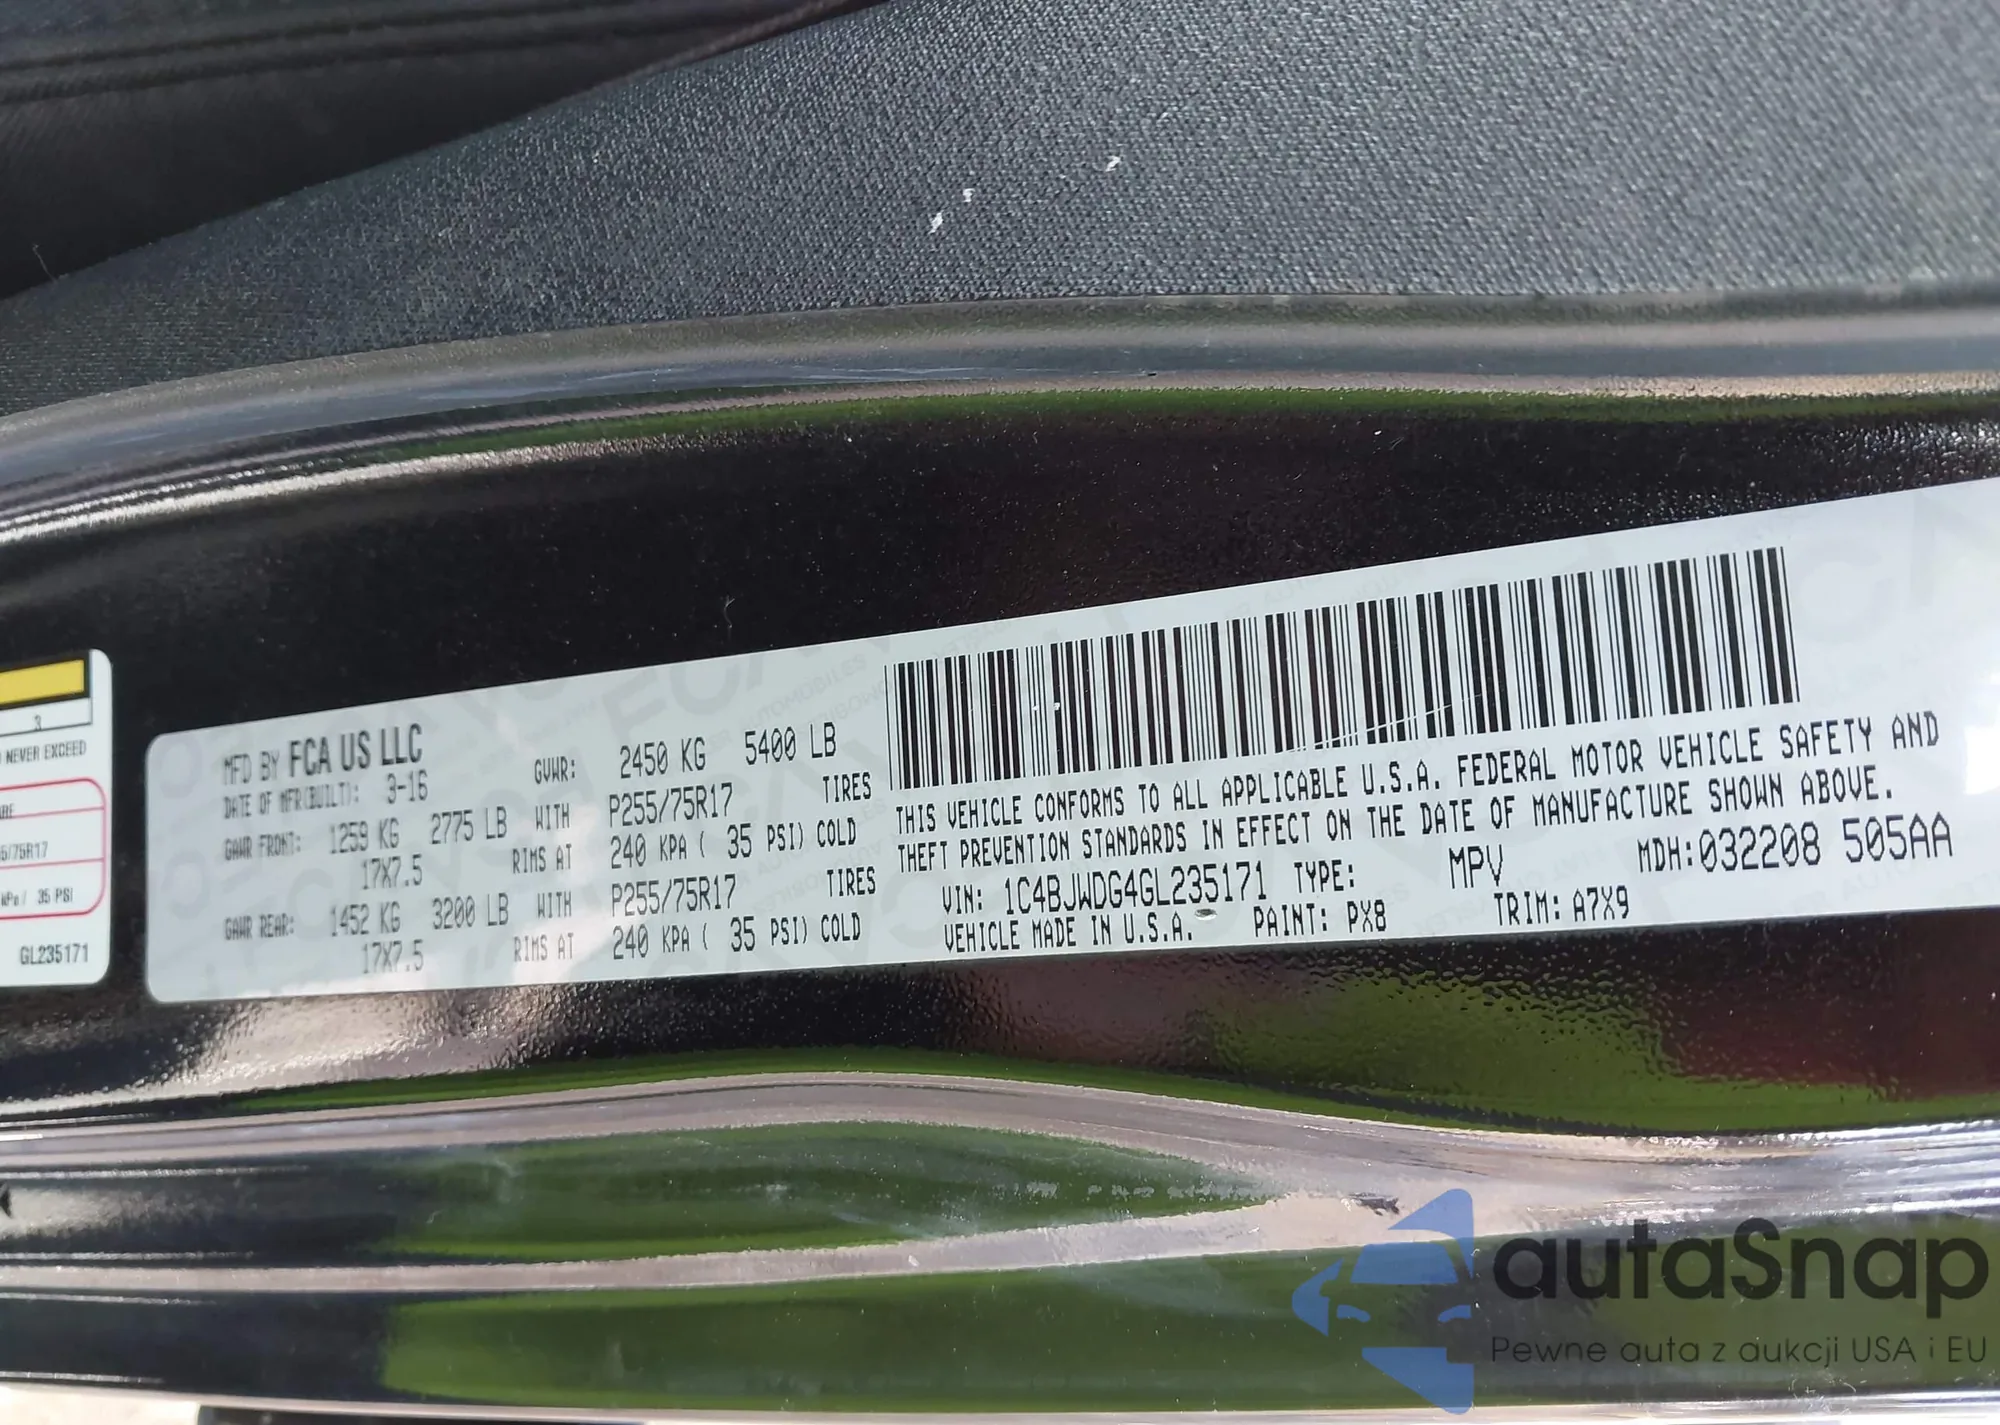 3
NEVER EXCEED
5/75R17
kPa / 35 PSI
GL235171
MFD BY FCA US LLC
DATE OF MFR(BUILT): 3-16
GVWR: 2450 KG 5400 LB
GAWR FRONT: 1259 KG 2775 LB WITH P255/75R17 TIRES
17X7.5 RIMS AT 240 KPA ( 35 PSI) COLD
GAWR REAR: 1452 KG 3200 LB WITH P255/75R17 TIRES
17X7.5 RIMS AT 240 KPA ( 35 PSI) COLD
THIS VEHICLE CONFORMS TO ALL APPLICABLE U.S.A. FEDERAL MOTOR VEHICLE SAFETY AND
THEFT PREVENTION STANDARDS IN EFFECT ON THE DATE OF MANUFACTURE SHOWN ABOVE.
VIN: 1C4BJWDG4GL235171 TYPE: MPV MDH:032208 505AA
VEHICLE MADE IN U.S.A. PAINT: PX8 TRIM: A7X9
autaSnap
Pewne auta z aukcji USA i EU